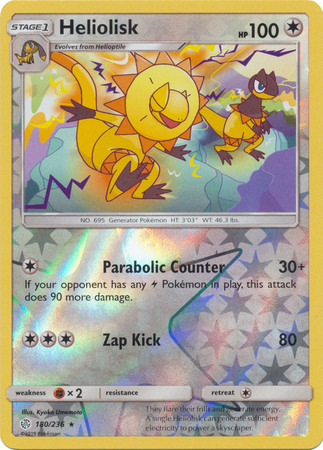 STAGE 1
Heliolisk
HP 100
Evolves from Helioptile
NO. 695 Generator Pokémon HT: 3'03" WT: 46.3 lbs.
Parabolic Counter 30+
If your opponent has any Pokémon in play, this attack
does 90 more damage.
Zap Kick 80
weakness × 2 resistance retreat
Illus. Kyoko Umemoto
180/236 ★
©2019 Pokémon
They flare their frills and generate energy.
A single Heliolisk can generate sufficient
electricity to power a skyscraper.